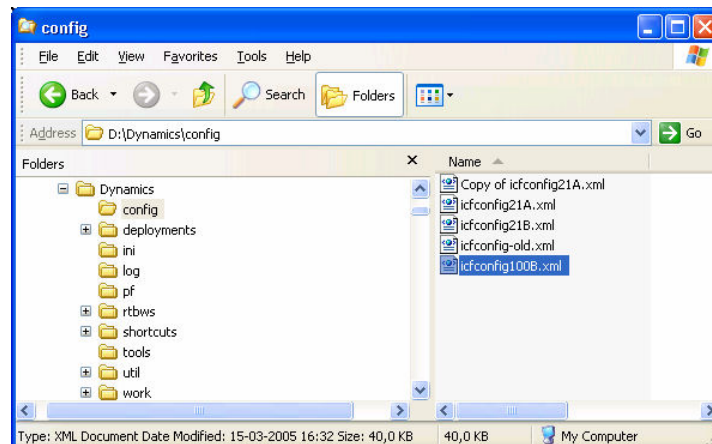 config
File Edit View Favorites Tools Help
Back Search Folders
Address D:\Dynamics\config Go
Folders x Name
Dynamics
config
deployments
ini
log
pf
rtbws
shortcuts
tools
util
work
Copy of icfconfig21A.xml
icfconfig21A.xml
icfconfig21B.xml
icfconfig-old.xml
icfconfig100B.xml
Type: XML Document Date Modified: 15-03-2005 16:32 Size: 40,0 KB 40,0 KB My Computer